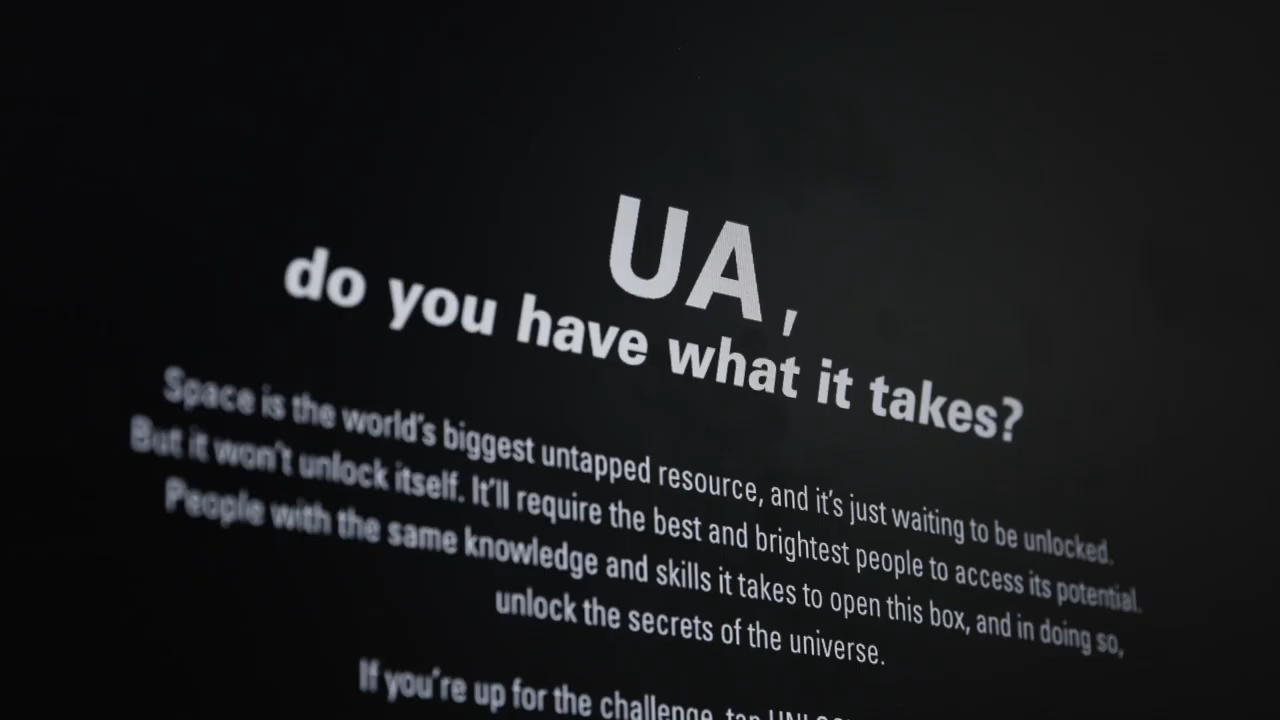 UA,
do you have what it takes?
Space is the world's biggest untapped resource, and it's just waiting to be unlocked.
But it won't unlock itself. It'll require the best and brightest people to access its potential.
People with the same knowledge and skills it takes to open this box, and in doing so,
unlock the secrets of the universe.
If you're up for the challenge, tap